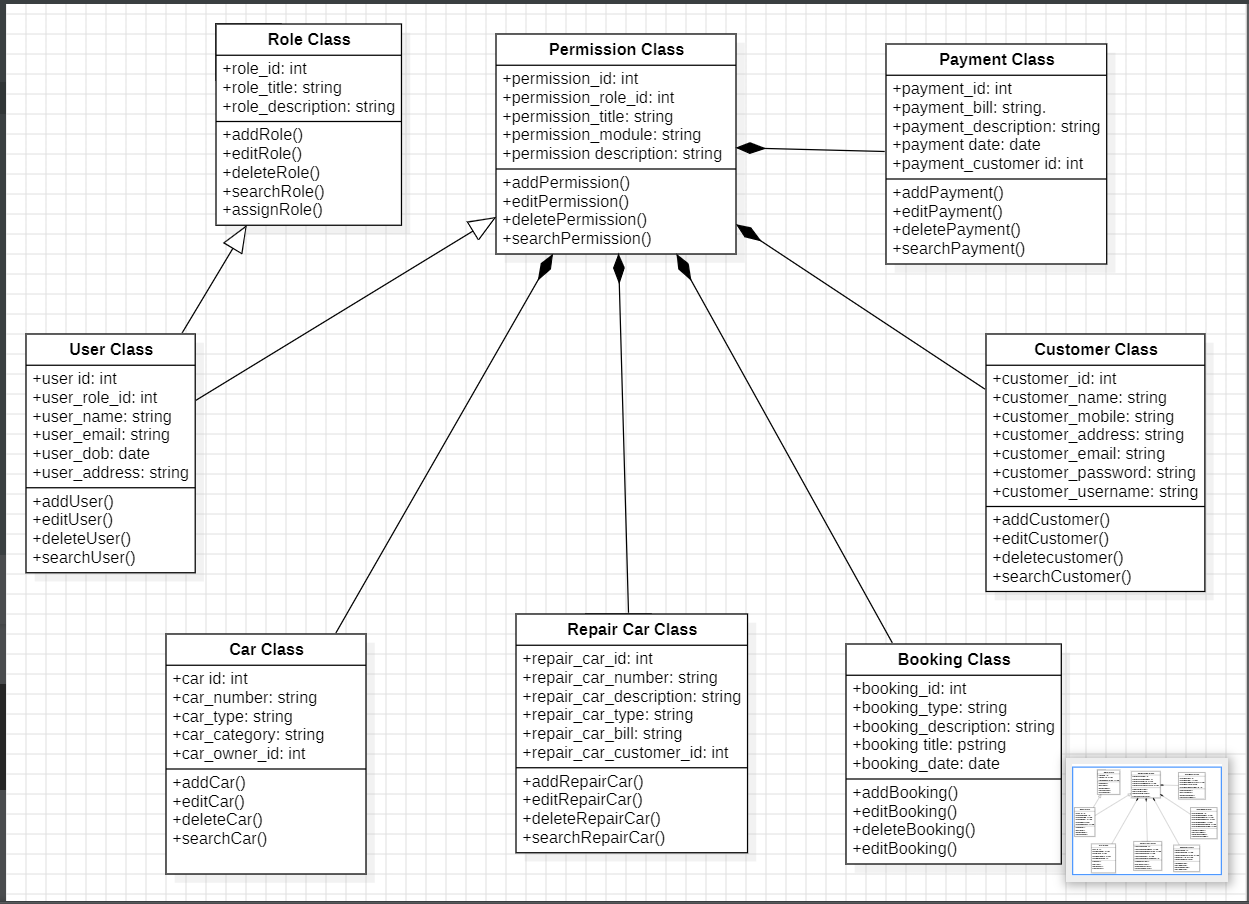 Role Class
+role_id: int
+role_title: string
+role_description: string
+addRole()
+editRole()
+deleteRole()
+searchRole()
+assignRole()
Permission Class
+permission_id: int
+permission_role_id: int
+permission_title: string
+permission_module: string
+permission description: string
+addPermission()
+editPermission()
+deletePermission()
+searchPermission()
Payment Class
+payment_id: int
+payment_bill: string.
+payment_description: string
+payment date: date
+payment_customer id: int
+addPayment()
+editPayment()
+deletePayment()
+searchPayment()
User Class
+user id: int
+user_role_id: int
+user_name: string
+user_email: string
+user_dob: date
+user_address: string
+addUser()
+editUser()
+deleteUser()
+searchUser()
Customer Class
+customer_id: int
+customer_name: string
+customer_mobile: string
+customer_address: string
+customer_email: string
+customer_password: string
+customer_username: string
+addCustomer()
+editCustomer()
+deletecustomer()
+searchCustomer()
Car Class
+car id: int
+car_number: string
+car_type: string
+car_category: string
+car_owner_id: int
+addCar()
+editCar()
+deleteCar()
+searchCar()
Repair Car Class
+repair_car_id: int
+repair_car_number: string
+repair_car_description: string
+repair_car_type: string
+repair_car_bill: string
+repair_car_customer_id: int
+addRepairCar()
+editRepairCar()
+deleteRepairCar()
+searchRepairCar()
Booking Class
+booking_id: int
+booking_type: string
+booking_description: string
+booking title: pstring
+booking_date: date
+addBooking()
+editBooking()
+deleteBooking()
+editBooking()